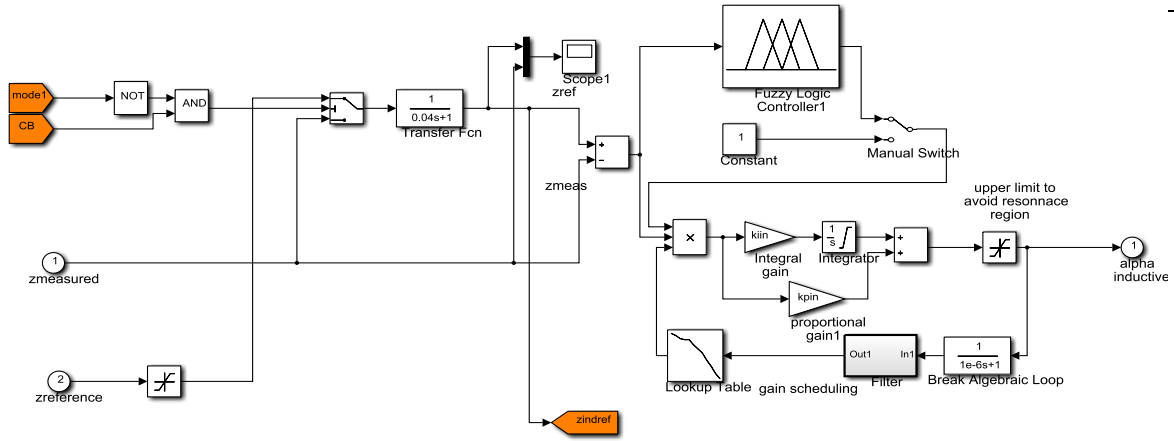 mode1
CB
NOT
AND
1
0.04s+1
Transfer Fcn
Scope1
zref
Fuzzy Logic
Controller1
1
Constant
Manual Switch
+
−
zmeas
1
zmeasured
2
zreference
×
kiin
Integral
gain
1
s
Integrator
+
+
kpin
proportional
gain1
upper limit to
avoid resonnace
region
1
alpha
inductive
Lookup Table
gain scheduling
Out1
In1
Filter
1
1e-6s+1
Break Algebraic Loop
zindref